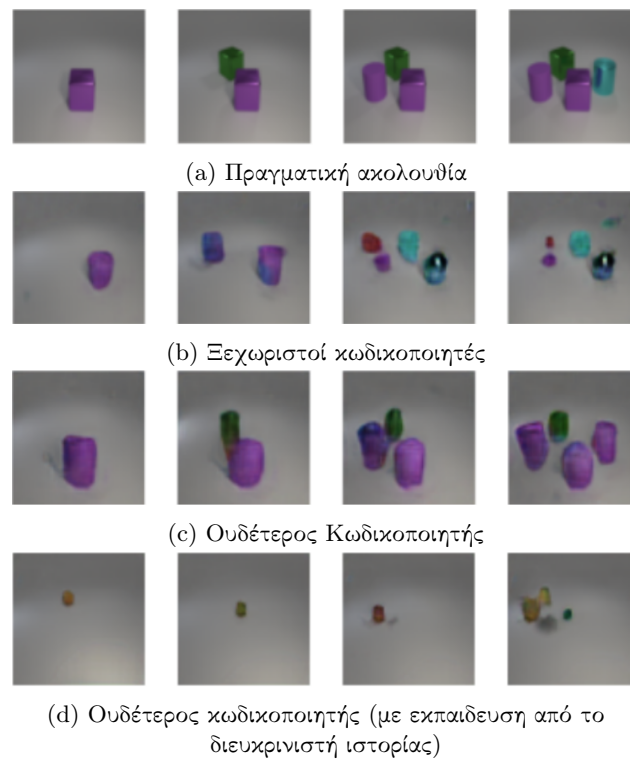 (a) Πραγματική ακολουθία
(b) Ξεχωριστοί κωδικοποιητές
(c) Ουδέτερος Κωδικοποιητής
(d) Ουδέτερος κωδικοποιητής (με εκπαιδευση από το
διευκρινιστή ιστορίας)